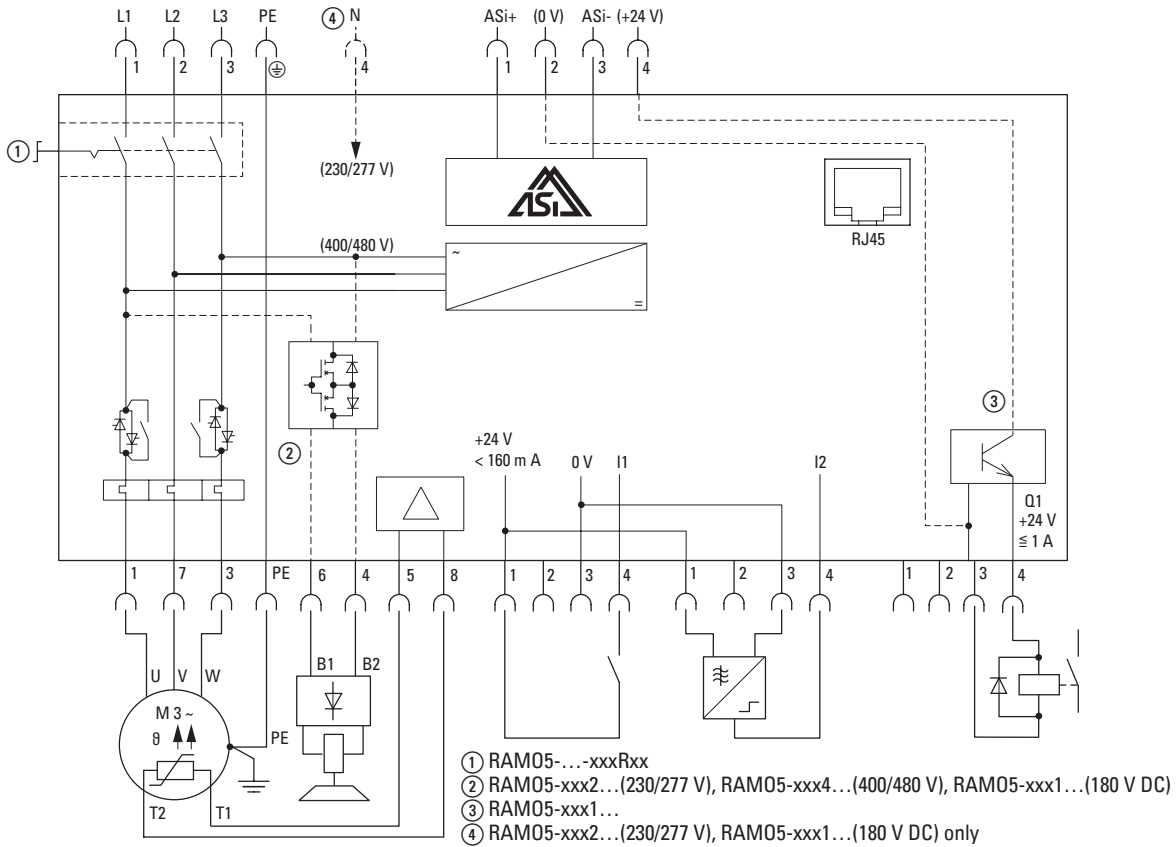 L1 L2 L3 PE ④ N ASi+ (0 V) ASi- (+24 V)
1 2 3 4 1 2 3 4
①
(230/277 V)
ASi
RJ45
(400/480 V)
~
=
③
②
+24 V
< 160 m A
0 V I1 I2
Q1
+24 V
≦ 1 A
1 7 3 PE 6 4 5 8 1 2 3 4 1 2 3 4 1 2 3 4
U V W B1 B2
M 3 ~
ϑ
PE
T2 T1
① RAMO5-...-xxxRxx
② RAMO5-xxx2...(230/277 V), RAMO5-xxx4...(400/480 V), RAMO5-xxx1...(180 V DC)
③ RAMO5-xxx1...
④ RAMO5-xxx2...(230/277 V), RAMO5-xxx1...(180 V DC) only